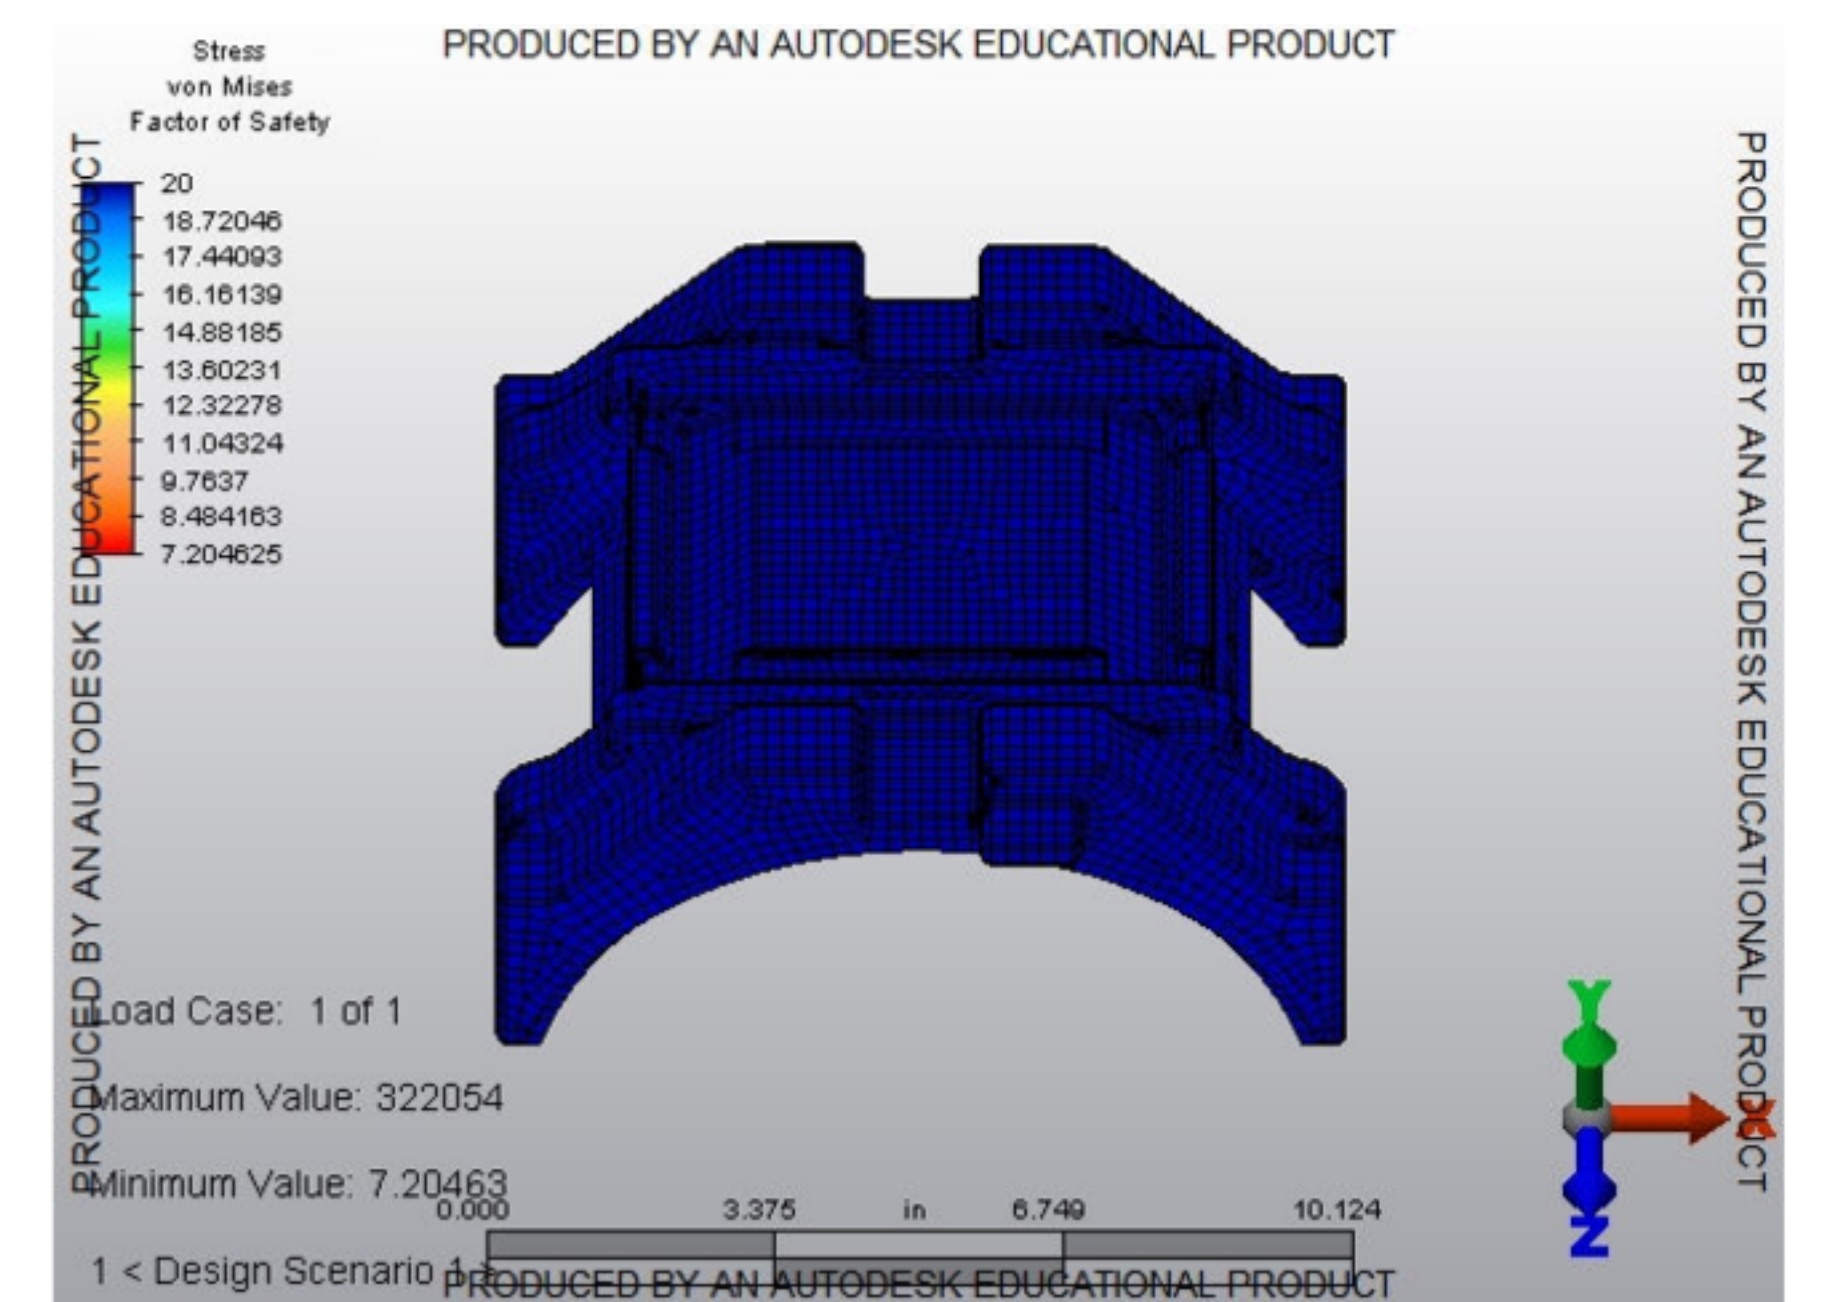 PRODUCED BY AN AUTODESK EDUCATIONAL PRODUCT
Stress
von Mises
Factor of Safety
20
18.72046
17.44093
16.16139
14.88185
13.60231
12.32278
11.04324
9.7637
8.484163
7.204625
PRODUCED BY AN AUTODESK EDUCATIONAL PRODUCT
PRODUCED BY AN AUTODESK EDUCATIONAL PRODUCT
Load Case: 1 of 1
Maximum Value: 322054
Minimum Value: 7.20463
0.000 3.375 in 6.749 10.124
1 < Design Scenario 1 >
PRODUCED BY AN AUTODESK EDUCATIONAL PRODUCT
Y
X
Z